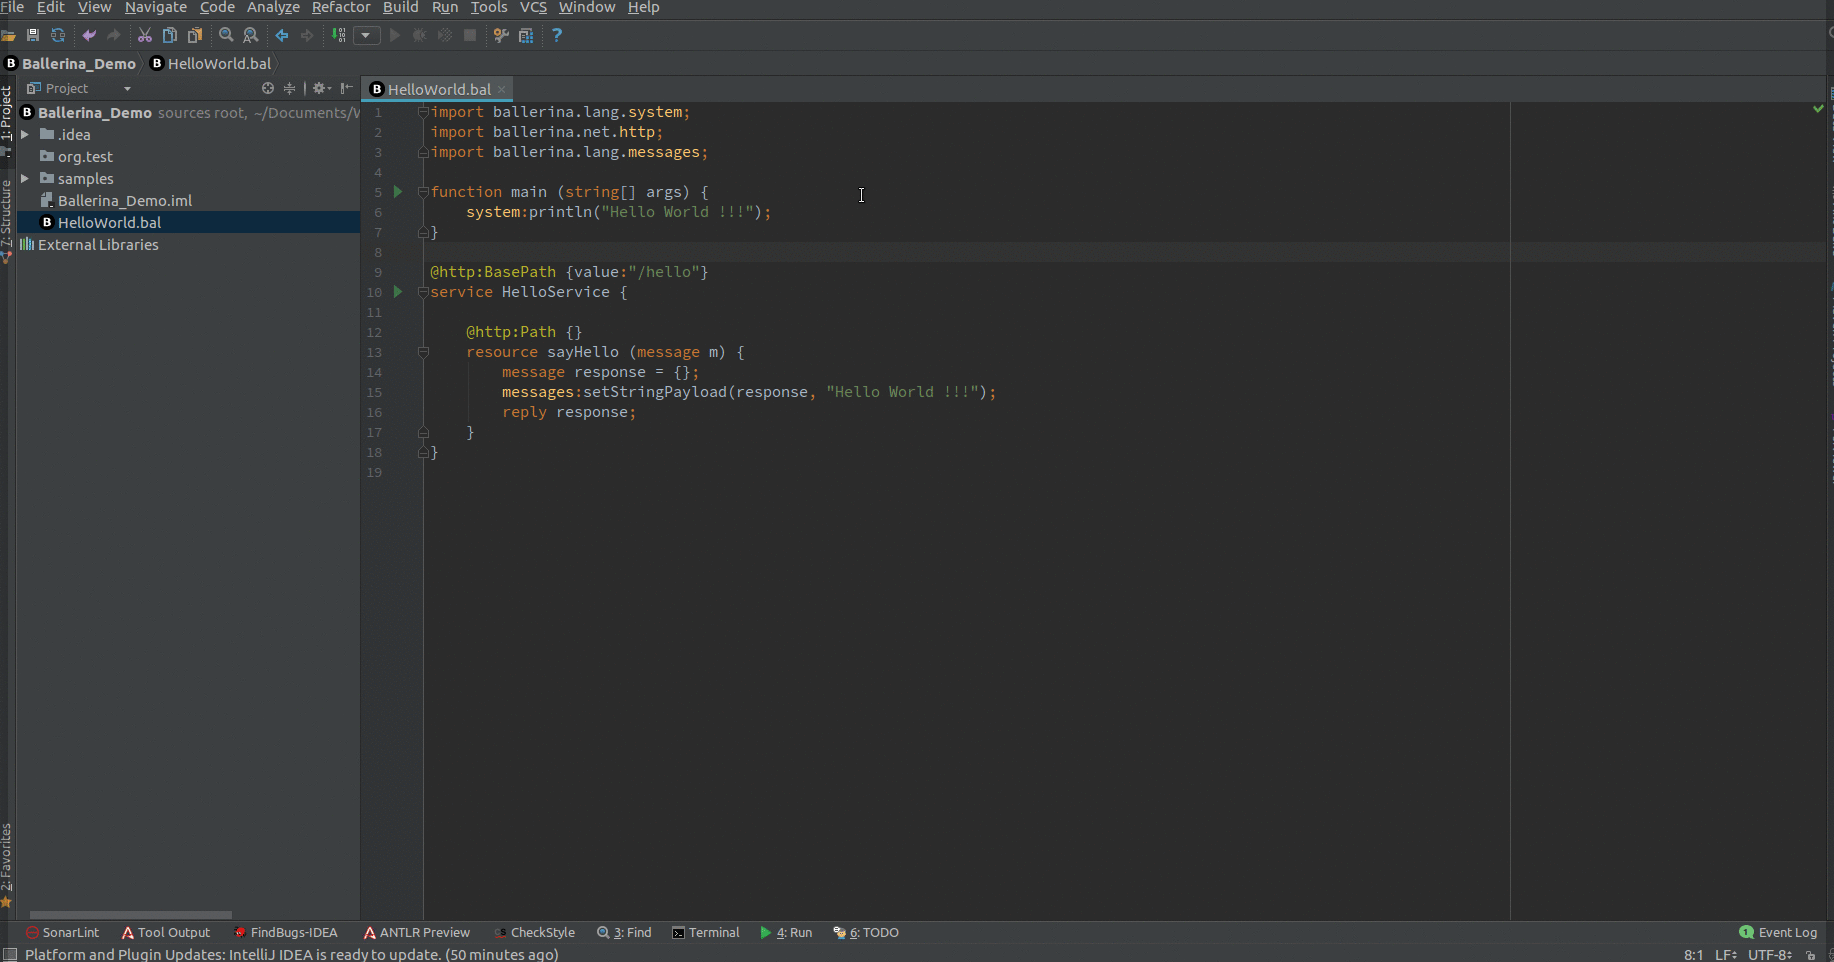 File Edit View Navigate Code Analyze Refactor Build Run Tools VCS Window Help
Ballerina_Demo HelloWorld.bal
Project
HelloWorld.bal
1: Project
7: Structure
2: Favorites
Ballerina_Demo sources root, ~/Documents/
.idea
org.test
samples
Ballerina_Demo.iml
HelloWorld.bal
External Libraries
1 import ballerina.lang.system;
2 import ballerina.net.http;
3 import ballerina.lang.messages;
4
5 function main (string[] args) {
6 system:println("Hello World !!!");
7 }
8
9 @http:BasePath {value:"/hello"}
10 service HelloService {
11
12 @http:Path {}
13 resource sayHello (message m) {
14 message response = {};
15 messages:setStringPayload(response, "Hello World !!!");
16 reply response;
17 }
18 }
19
SonarLint Tool Output FindBugs-IDEA ANTLR Preview CheckStyle 3: Find Terminal 4: Run 6: TODO 1 Event Log
Platform and Plugin Updates: IntelliJ IDEA is ready to update. (50 minutes ago) 8:1 LF UTF-8